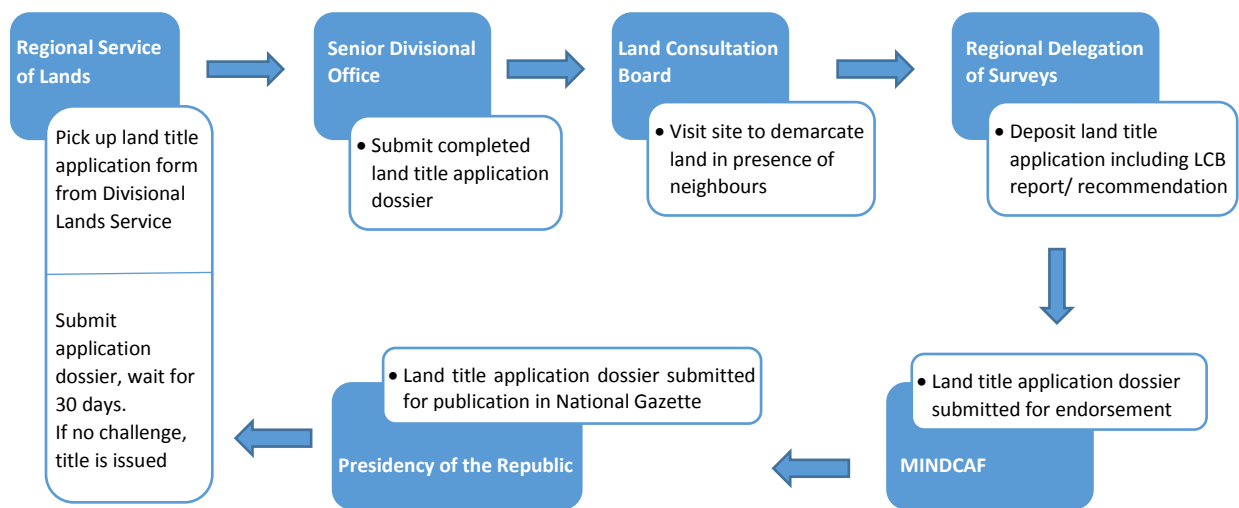 Regional Service
of Lands
Pick up land title
application form
from Divisional
Lands Service
Senior Divisional
Office
• Submit completed
land title application
dossier
Land Consultation
Board
• Visit site to demarcate
land in presence of
neighbours
Regional Delegation
of Surveys
• Deposit land title
application including LCB
report/ recommendation
• Land title application dossier
submitted for endorsement
MINDCAF
• Land title application dossier submitted
for publication in National Gazette
Presidency of the Republic
Submit
application
dossier, wait for
30 days.
If no challenge,
title is issued